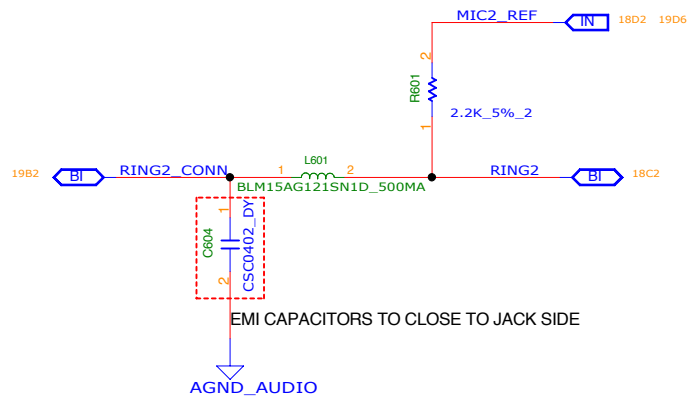 MIC2_REF
IN
18D2 19D6
2
R601
2.2K_5%_2
1
19B2
BI
RING2_CONN
1
L601
2
BLM15AG121SN1D_500MA
RING2
BI
18C2
1
C604
CSC0402_DY
2
EMI CAPACITORS TO CLOSE TO JACK SIDE
AGND_AUDIO